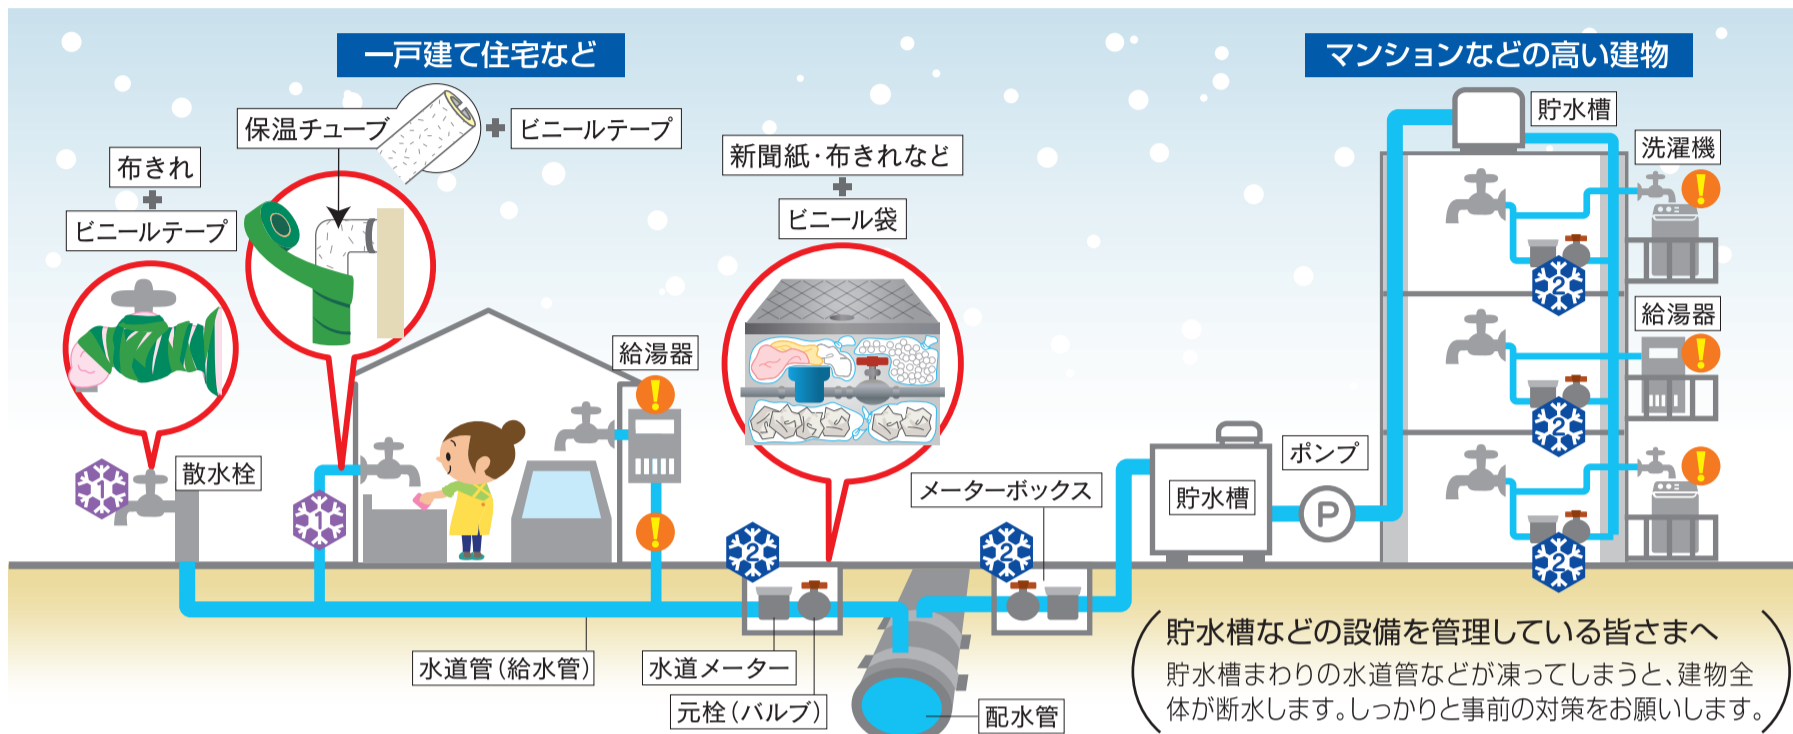 一戸建て住宅など
マンションなどの高い建物
保温チューブ
ビニールテープ
布きれ
ビニールテープ
新聞紙・布きれなど
ビニール袋
貯水槽
洗濯機
給湯器
給湯器
散水栓
1
1
2
メーターボックス
2
貯水槽
ポンプ
P
2
2
2
水道管(給水管)
水道メーター
元栓(バルブ)
配水管
貯水槽などの設備を管理している皆さまへ
貯水槽まわりの水道管などが凍ってしまうと、建物全
体が断水します。しっかりと事前の対策をお願いします。